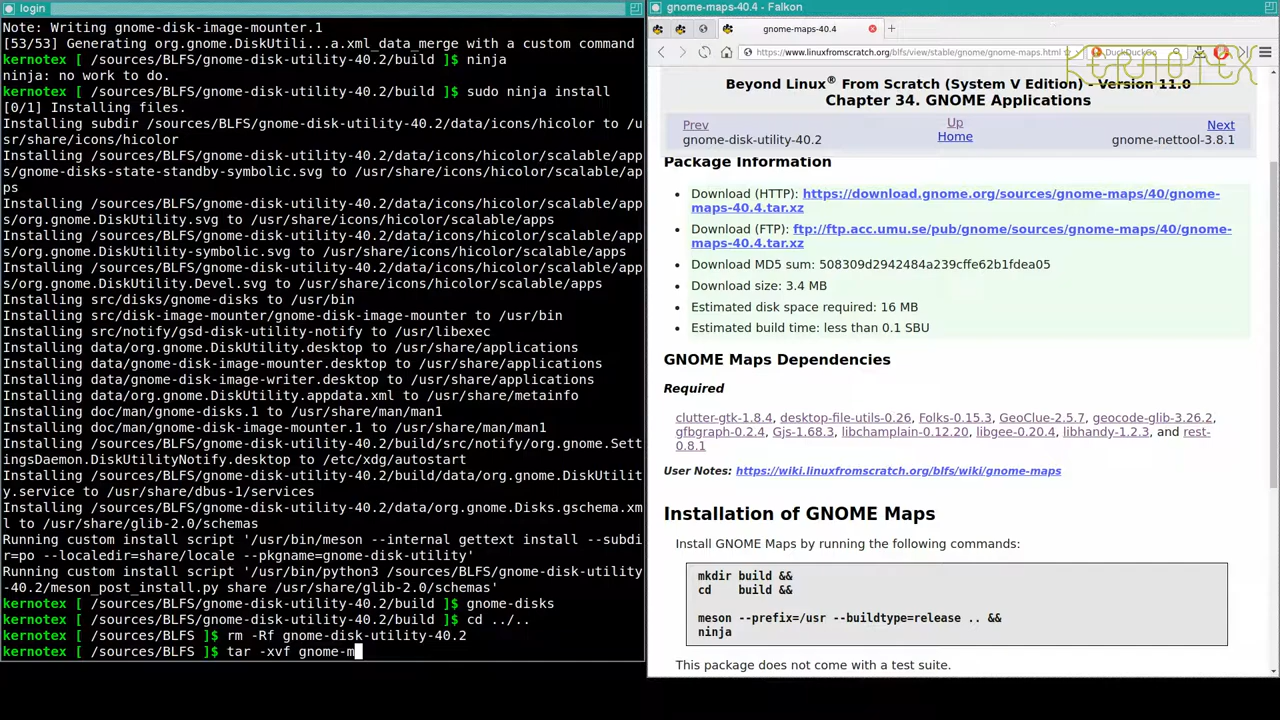 login
Note: Writing gnome-disk-image-mounter.1
[53/53] Generating org.gnome.DiskUtili...a.xml_data_merge with a custom command
kernotex [ /sources/BLFS/gnome-disk-utility-40.2/build ]$ ninja
ninja: no work to do.
kernotex [ /sources/BLFS/gnome-disk-utility-40.2/build ]$ sudo ninja install
[0/1] Installing files.
Installing subdir /sources/BLFS/gnome-disk-utility-40.2/data/icons/hicolor to /u
sr/share/icons/hicolor
Installing /sources/BLFS/gnome-disk-utility-40.2/data/icons/hicolor/scalable/app
s/gnome-disks-state-standby-symbolic.svg to /usr/share/icons/hicolor/scalable/ap
ps
Installing /sources/BLFS/gnome-disk-utility-40.2/data/icons/hicolor/scalable/app
s/org.gnome.DiskUtility.svg to /usr/share/icons/hicolor/scalable/apps
Installing /sources/BLFS/gnome-disk-utility-40.2/data/icons/hicolor/scalable/app
s/org.gnome.DiskUtility-symbolic.svg to /usr/share/icons/hicolor/scalable/apps
Installing /sources/BLFS/gnome-disk-utility-40.2/data/icons/hicolor/scalable/app
s/org.gnome.DiskUtility.Devel.svg to /usr/share/icons/hicolor/scalable/apps
Installing src/disks/gnome-disks to /usr/bin
Installing src/disk-image-mounter/gnome-disk-image-mounter to /usr/bin
Installing src/notify/gsd-disk-utility-notify to /usr/libexec
Installing data/org.gnome.DiskUtility.desktop to /usr/share/applications
Installing data/gnome-disk-image-mounter.desktop to /usr/share/applications
Installing data/gnome-disk-image-writer.desktop to /usr/share/applications
Installing data/org.gnome.DiskUtility.appdata.xml to /usr/share/metainfo
Installing doc/man/gnome-disks.1 to /usr/share/man/man1
Installing doc/man/gnome-disk-image-mounter.1 to /usr/share/man/man1
Installing /sources/BLFS/gnome-disk-utility-40.2/build/src/notify/org.gnome.Sett
ingsDaemon.DiskUtilityNotify.desktop to /etc/xdg/autostart
Installing /sources/BLFS/gnome-disk-utility-40.2/build/data/org.gnome.DiskUtilit
y.service to /usr/share/dbus-1/services
Installing /sources/BLFS/gnome-disk-utility-40.2/data/org.gnome.Disks.gschema.xm
l to /usr/share/glib-2.0/schemas
Running custom install script '/usr/bin/meson --internal gettext install --subdi
r=po --localedir=share/locale --pkgname=gnome-disk-utility'
Running custom install script '/usr/bin/python3 /sources/BLFS/gnome-disk-utility
-40.2/meson_post_install.py share /usr/share/glib-2.0/schemas'
kernotex [ /sources/BLFS/gnome-disk-utility-40.2/build ]$ gnome-disks
kernotex [ /sources/BLFS/gnome-disk-utility-40.2/build ]$ cd ../..
kernotex [ /sources/BLFS ]$ rm -Rf gnome-disk-utility-40.2
kernotex [ /sources/BLFS ]$ tar -xvf gnome-m
gnome-maps-40.4 - Falkon
gnome-maps-40.4
https://www.linuxfromscratch.org/blfs/view/stable/gnome/gnome-maps.html
DuckDuckGo
KERNOTEX
Beyond Linux® From Scratch (System V Edition) - Version 11.0
Chapter 34. GNOME Applications
Prev
gnome-disk-utility-40.2
Up
Home
Next
gnome-nettool-3.8.1
Package Information
• Download (HTTP): https://download.gnome.org/sources/gnome-maps/40/gnome-
maps-40.4.tar.xz
• Download (FTP): ftp://ftp.acc.umu.se/pub/gnome/sources/gnome-maps/40/gnome-
maps-40.4.tar.xz
• Download MD5 sum: 508309d2942484a239cffe62b1fdea05
• Download size: 3.4 MB
• Estimated disk space required: 16 MB
• Estimated build time: less than 0.1 SBU
GNOME Maps Dependencies
Required
clutter-gtk-1.8.4, desktop-file-utils-0.26, Folks-0.15.3, GeoClue-2.5.7, geocode-glib-3.26.2,
gfbgraph-0.2.4, Gjs-1.68.3, libchamplain-0.12.20, libgee-0.20.4, libhandy-1.2.3, and rest-
0.8.1
User Notes: https://wiki.linuxfromscratch.org/blfs/wiki/gnome-maps
Installation of GNOME Maps
Install GNOME Maps by running the following commands:
mkdir build &&
cd    build &&
meson --prefix=/usr --buildtype=release .. &&
ninja
This package does not come with a test suite.